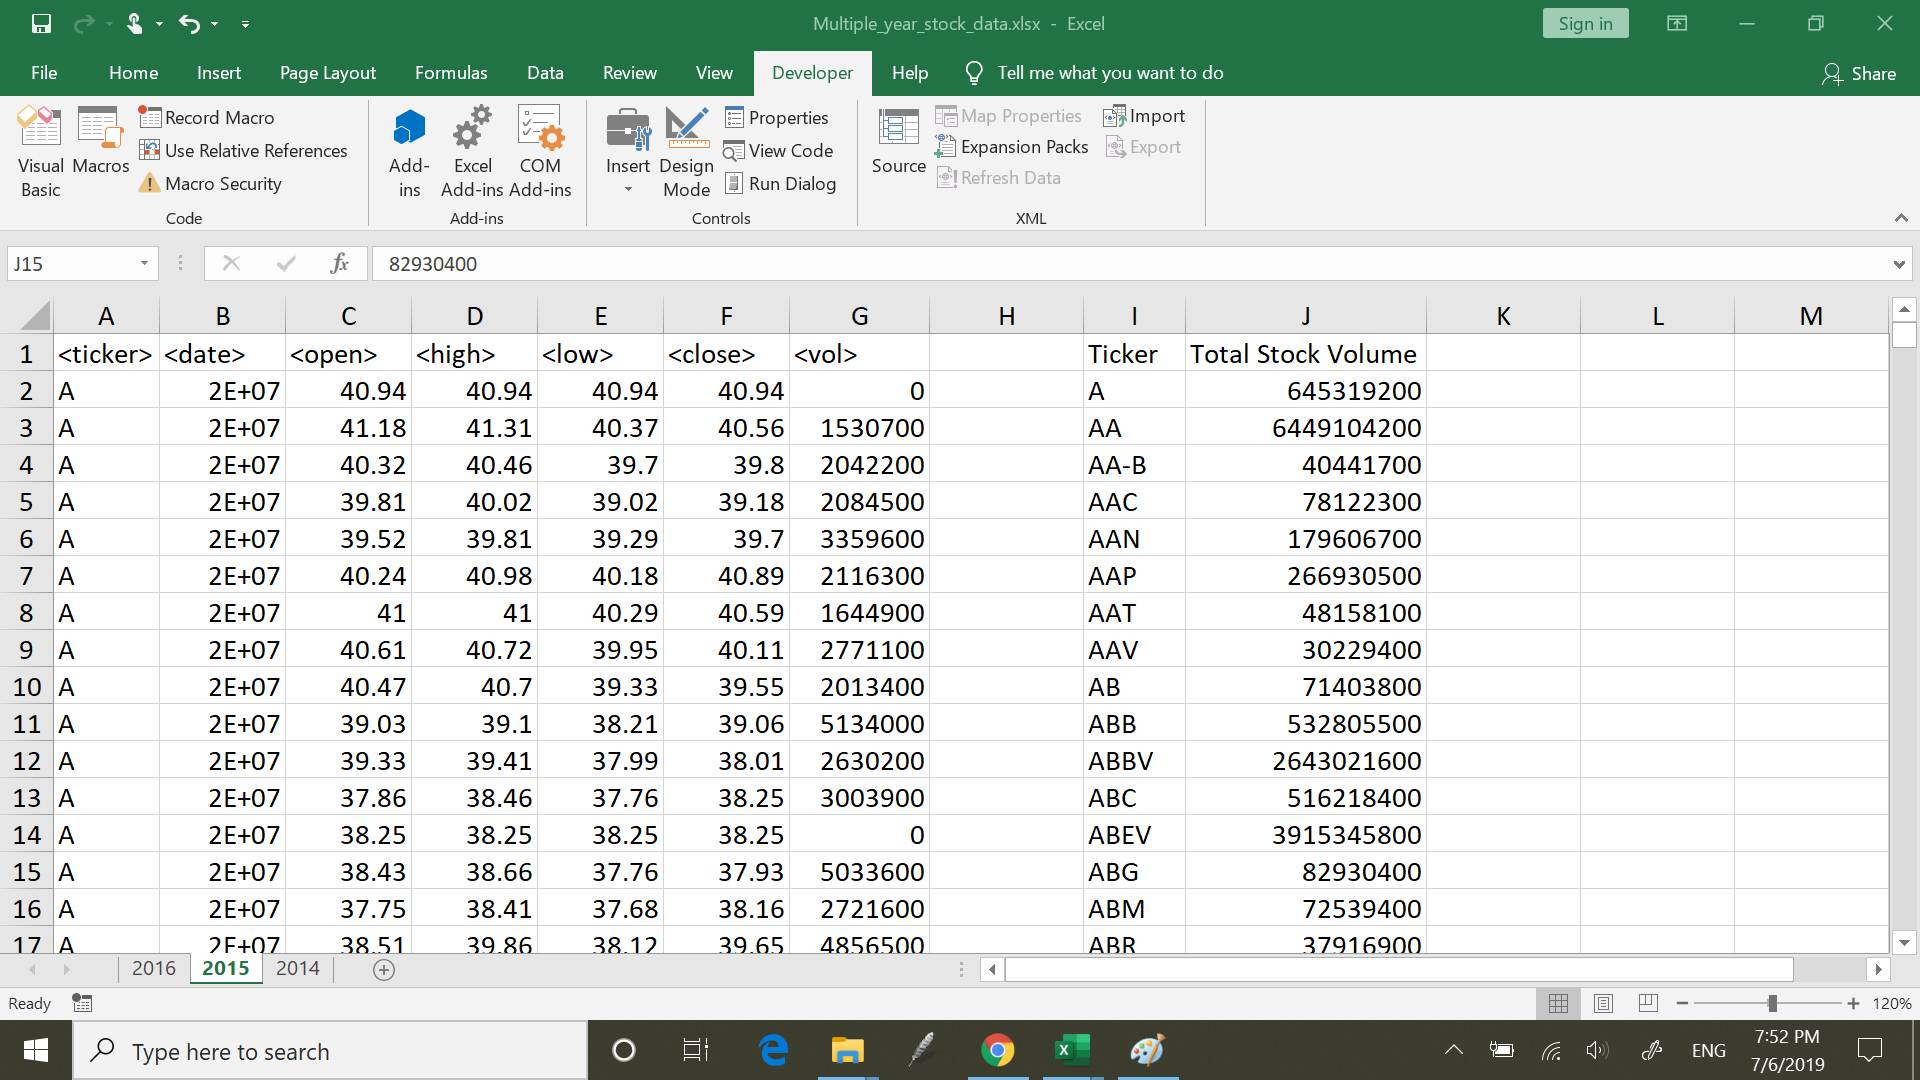 Multiple_year_stock_data.xlsx - Excel
Sign in
File Home Insert Page Layout Formulas Data Review View Developer Help Tell me what you want to do Share
Visual Basic
Macros
Record Macro
Use Relative References
Macro Security
Code
Add-ins
Excel Add-ins
COM Add-ins
Add-ins
Insert
Design Mode
Properties
View Code
Run Dialog
Controls
Source
Map Properties
Expansion Packs
Refresh Data
Import
Export
XML
J15 fx 82930400
A B C D E F G H I J K L M
1 <ticker> <date> <open> <high> <low> <close> <vol> Ticker Total Stock Volume
2 A 2E+07 40.94 40.94 40.94 40.94 0 A 645319200
3 A 2E+07 41.18 41.31 40.37 40.56 1530700 AA 6449104200
4 A 2E+07 40.32 40.46 39.7 39.8 2042200 AA-B 40441700
5 A 2E+07 39.81 40.02 39.02 39.18 2084500 AAC 78122300
6 A 2E+07 39.52 39.81 39.29 39.7 3359600 AAN 179606700
7 A 2E+07 40.24 40.98 40.18 40.89 2116300 AAP 266930500
8 A 2E+07 41 41 40.29 40.59 1644900 AAT 48158100
9 A 2E+07 40.61 40.72 39.95 40.11 2771100 AAV 30229400
10 A 2E+07 40.47 40.7 39.33 39.55 2013400 AB 71403800
11 A 2E+07 39.03 39.1 38.21 39.06 5134000 ABB 532805500
12 A 2E+07 39.33 39.41 37.99 38.01 2630200 ABBV 2643021600
13 A 2E+07 37.86 38.46 37.76 38.25 3003900 ABC 516218400
14 A 2E+07 38.25 38.25 38.25 38.25 0 ABEV 3915345800
15 A 2E+07 38.43 38.66 37.76 37.93 5033600 ABG 82930400
16 A 2E+07 37.75 38.41 37.68 38.16 2721600 ABM 72539400
17 A 2E+07 38.51 39.86 38.12 39.65 4856500 ABR 37916900
2016 2015 2014
Ready 120%
Type here to search
ENG
7:52 PM
7/6/2019